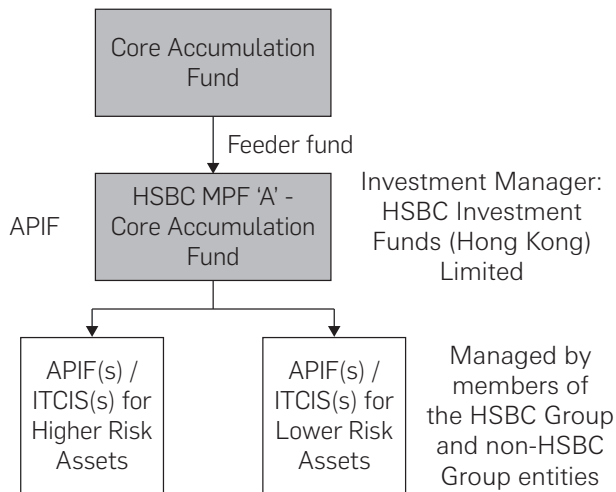 Core Accumulation
Fund
Feeder fund
APIF
HSBC MPF ‘A’ -
Core Accumulation
Fund
Investment Manager:
HSBC Investment
Funds (Hong Kong)
Limited
APIF(s) /
ITCIS(s) for
Higher Risk
Assets
APIF(s) /
ITCIS(s) for
Lower Risk
Assets
Managed by
members of
the HSBC Group
and non-HSBC
Group entities